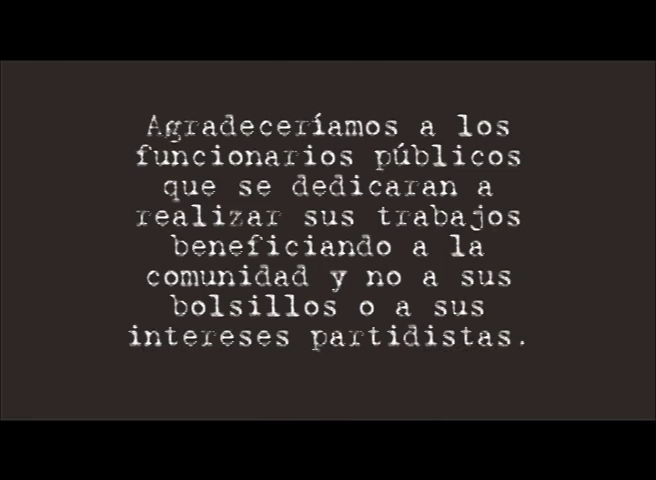 Agradeceríamos a los
funcionarios públicos
que se dedicaran a
realizar sus trabajos
beneficiando a la
comunidad y no a sus
bolsillos o a sus
intereses partidistas.